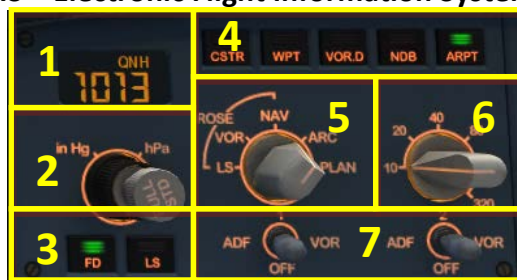 – Electronic Flight Information System
1
QNH
1013
4
CSTR
WPT
VOR.D
NDB
ARPT
2
in Hg
hPa
PULL
STD
5
ROSE
LS
VOR
NAV
ARC
PLAN
6
10
20
40
320
3
FD
LS
7
ADF
VOR
OFF
ADF
VOR
OFF